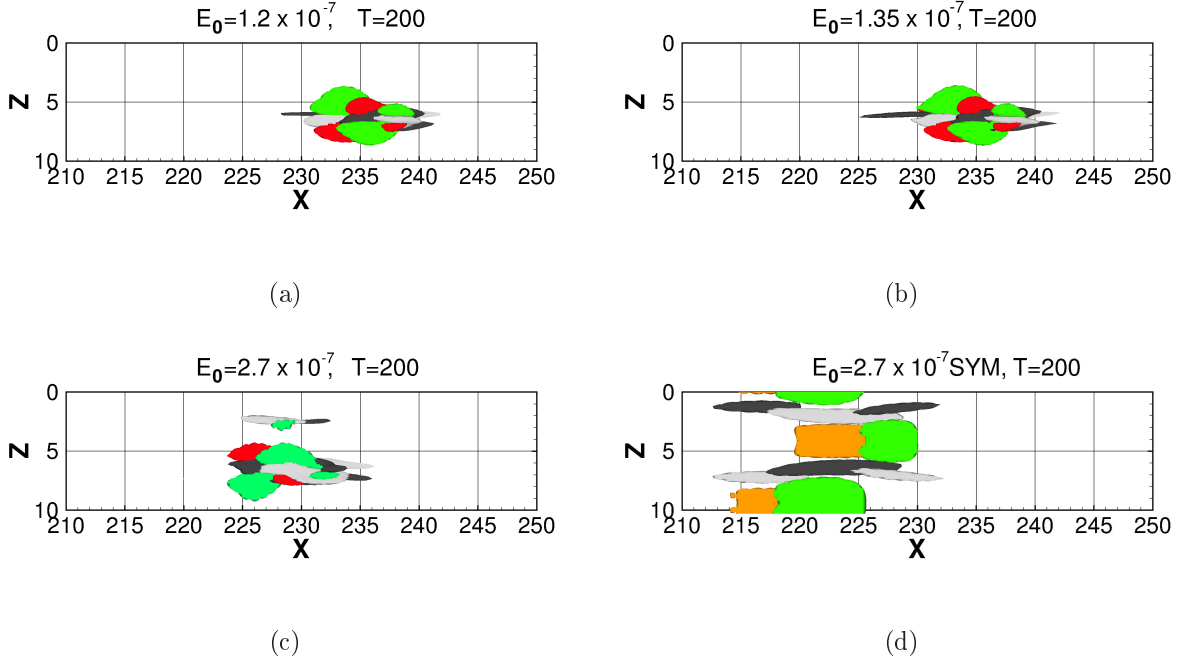 E₀=1.2 x 10⁻⁷, T=200
0
5
10
Z
210 215 220 225 230 235 240 245 250
X
(a)
E₀=1.35 x 10⁻⁷, T=200
0
5
10
Z
210 215 220 225 230 235 240 245 250
X
(b)
E₀=2.7 x 10⁻⁷, T=200
0
5
10
Z
210 215 220 225 230 235 240 245 250
X
(c)
E₀=2.7 x 10⁻⁷SYM, T=200
0
5
10
Z
210 215 220 225 230 235 240 245 250
X
(d)